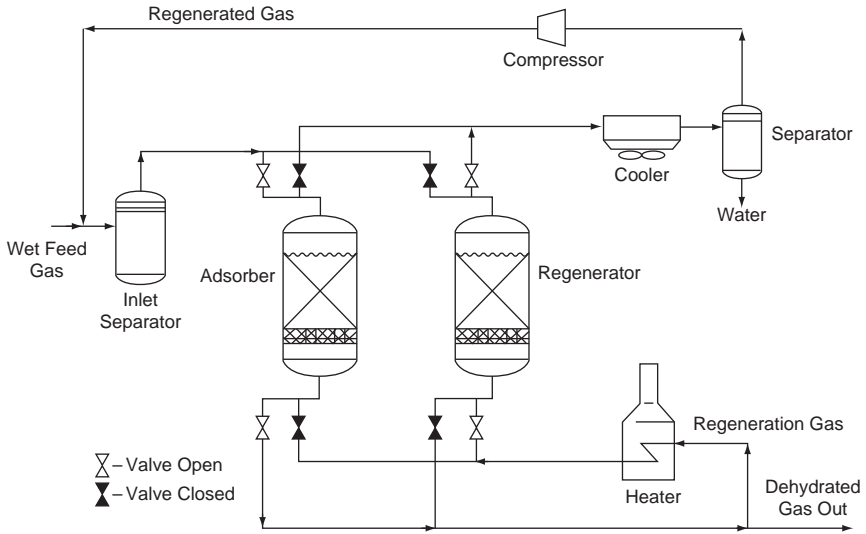 Regenerated Gas
Compressor
Separator
Cooler
Water
Wet Feed
Gas
Inlet
Separator
Adsorber
Regenerator
Regeneration Gas
– Valve Open
– Valve Closed
Heater
Dehydrated
Gas Out